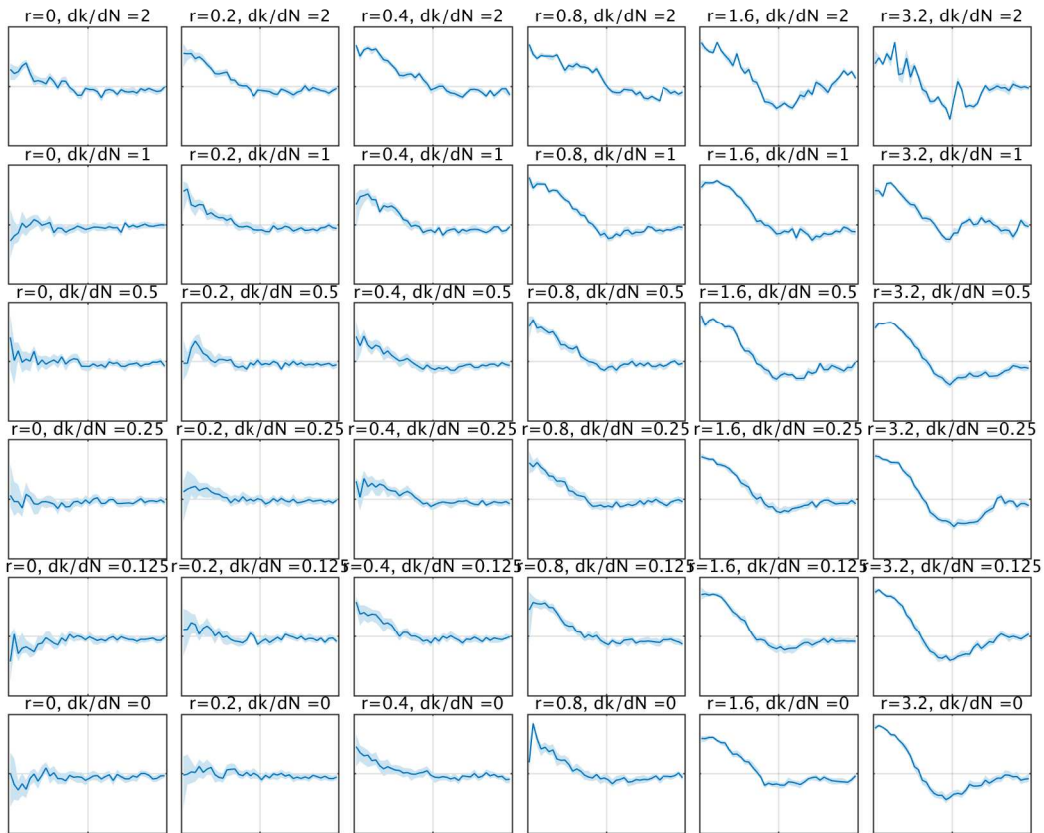 r=0, dk/dN =2 r=0.2, dk/dN =2 r=0.4, dk/dN =2 r=0.8, dk/dN =2 r=1.6, dk/dN =2 r=3.2, dk/dN =2
r=0, dk/dN =1 r=0.2, dk/dN =1 r=0.4, dk/dN =1 r=0.8, dk/dN =1 r=1.6, dk/dN =1 r=3.2, dk/dN =1
r=0, dk/dN =0.5 r=0.2, dk/dN =0.5 r=0.4, dk/dN =0.5 r=0.8, dk/dN =0.5 r=1.6, dk/dN =0.5 r=3.2, dk/dN =0.5
r=0, dk/dN =0.25 r=0.2, dk/dN =0.25 r=0.4, dk/dN =0.25 r=0.8, dk/dN =0.25 r=1.6, dk/dN =0.25 r=3.2, dk/dN =0.25
r=0, dk/dN =0.125 r=0.2, dk/dN =0.125 r=0.4, dk/dN =0.125 r=0.8, dk/dN =0.125 r=1.6, dk/dN =0.125 r=3.2, dk/dN =0.125
r=0, dk/dN =0 r=0.2, dk/dN =0 r=0.4, dk/dN =0 r=0.8, dk/dN =0 r=1.6, dk/dN =0 r=3.2, dk/dN =0